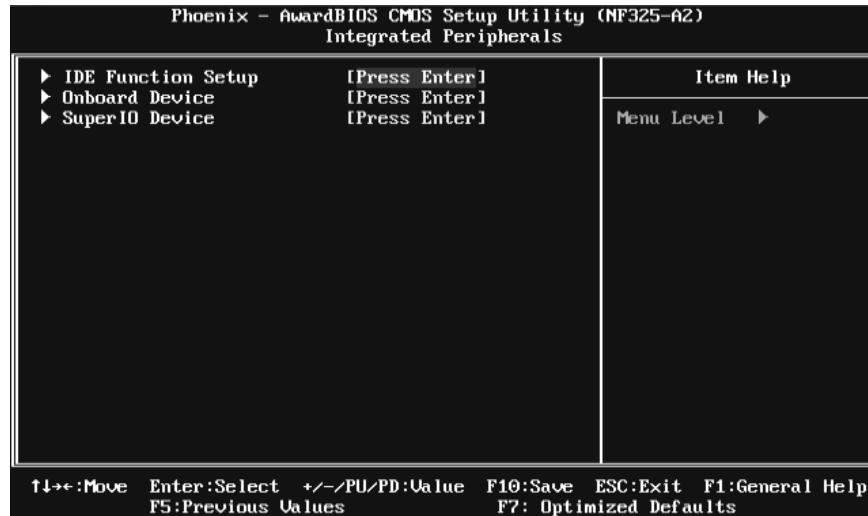 Phoenix - AwardBIOS CMOS Setup Utility (NF325-A2)
Integrated Peripherals
▶ IDE Function Setup [Press Enter]
▶ Onboard Device [Press Enter]
▶ SuperIO Device [Press Enter]
Item Help
Menu Level ▶
↑↓→←:Move Enter:Select +/-/PU/PD:Value F10:Save ESC:Exit F1:General Help
F5:Previous Values F7: Optimized Defaults